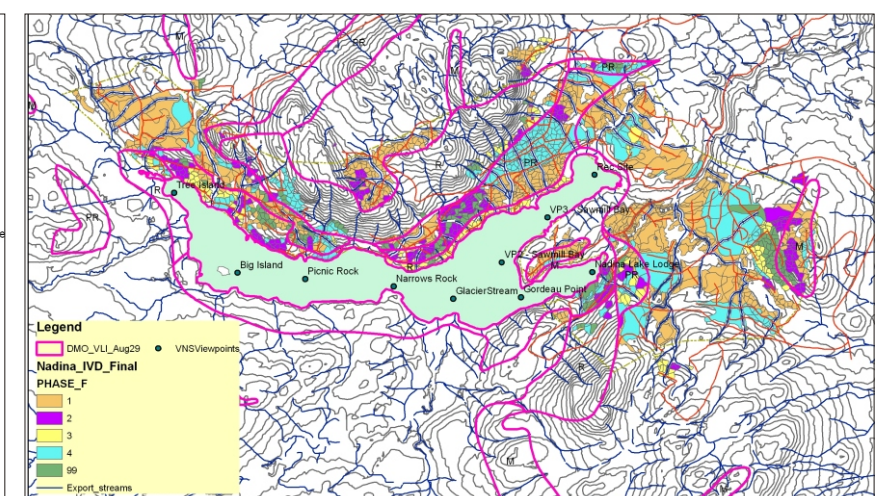 M
PR
M
PR
R
PR
Rec Site
R
Tree Island
PR
VP3 - Sawmill Bay
M
VP2 - Sawmill Bay
M
Big Island
Picnic Rock
R
Narrows Rock
Nadina Lake Lodge
PR
GlacierStream
Gordeau Point
R
M
Legend
DMO_VLI_Aug29
VNSViewpoints
Nadina_IVD_Final
PHASE_F
1
2
3
4
99
Export_streams